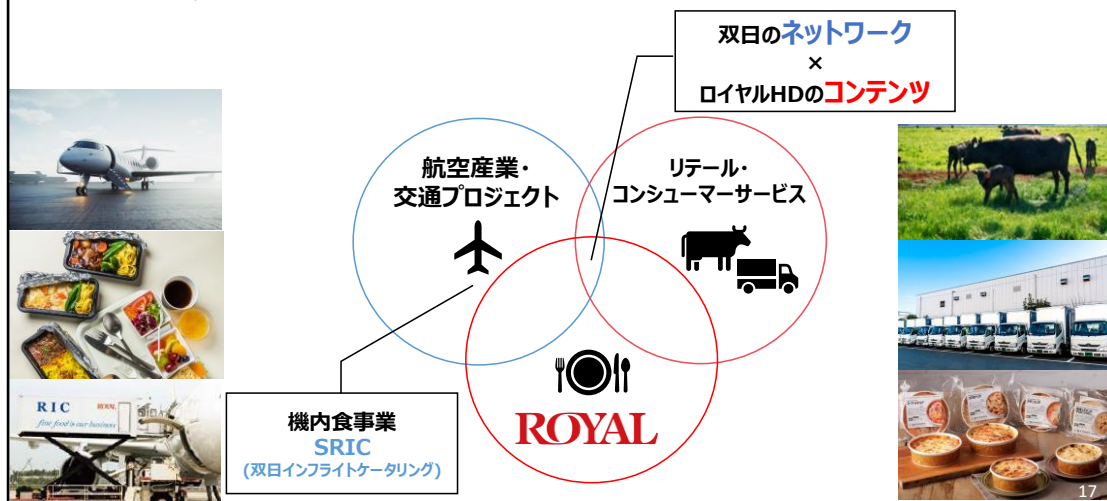 双日のネットワーク
×
ロイヤルHDのコンテンツ
航空産業・
交通プロジェクト
リテール・
コンシューマーサービス
ROYAL
機内食事業
SRIC
(双日インフライトケータリング)
RIC
ROYAL
fine food is our business
17